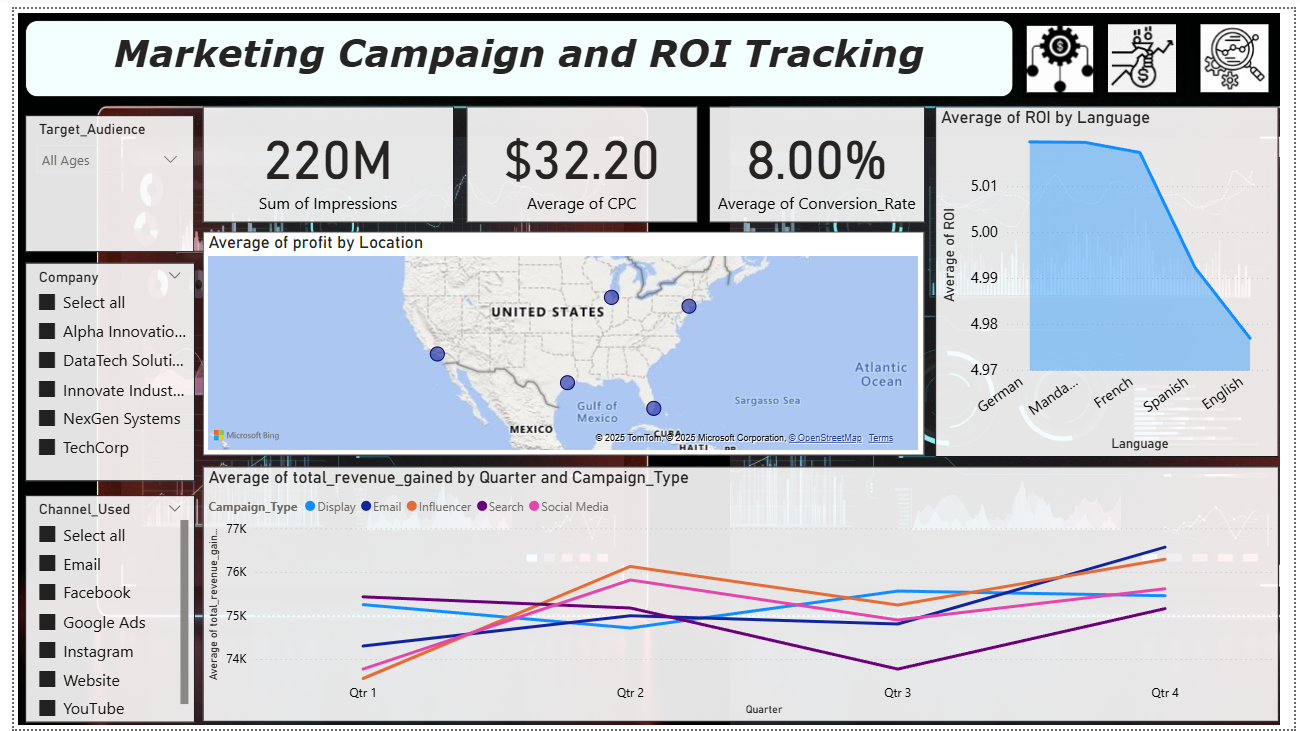 Marketing Campaign and ROI Tracking
Target_Audience
All Ages
220M
Sum of Impressions
$32.20
Average of CPC
8.00%
Average of Conversion_Rate
Average of ROI by Language
Average of ROI
5.01
5.00
4.99
4.98
4.97
German
Manda...
French
Spanish
English
Language
Company
Select all
Alpha Innovatio...
DataTech Soluti...
Innovate Indust...
NexGen Systems
TechCorp
Average of profit by Location
UNITED STATES
MEXICO
Gulf of
Mexico
CUBA
HAITI
PR
Sargasso Sea
Atlantic
Ocean
Microsoft Bing
© 2025 TomTom, © 2025 Microsoft Corporation, © OpenStreetMap Terms
Channel_Used
Select all
Email
Facebook
Google Ads
Instagram
Website
YouTube
Average of total_revenue_gained by Quarter and Campaign_Type
Campaign_Type Display Email Influencer Search Social Media
Average of total_revenue_gain...
77K
76K
75K
74K
Qtr 1
Qtr 2
Qtr 3
Qtr 4
Quarter